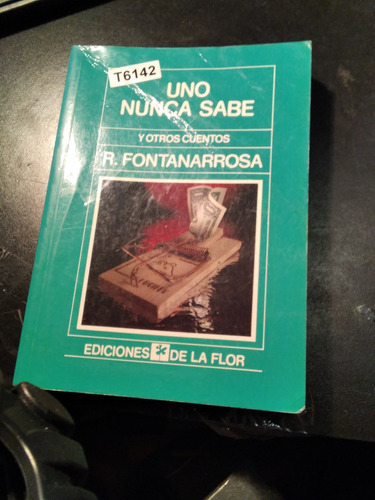 T6142
UNO
NUNCA SABE
Y OTROS CUENTOS
R. FONTANARROSA
EDICIONES DE LA FLOR